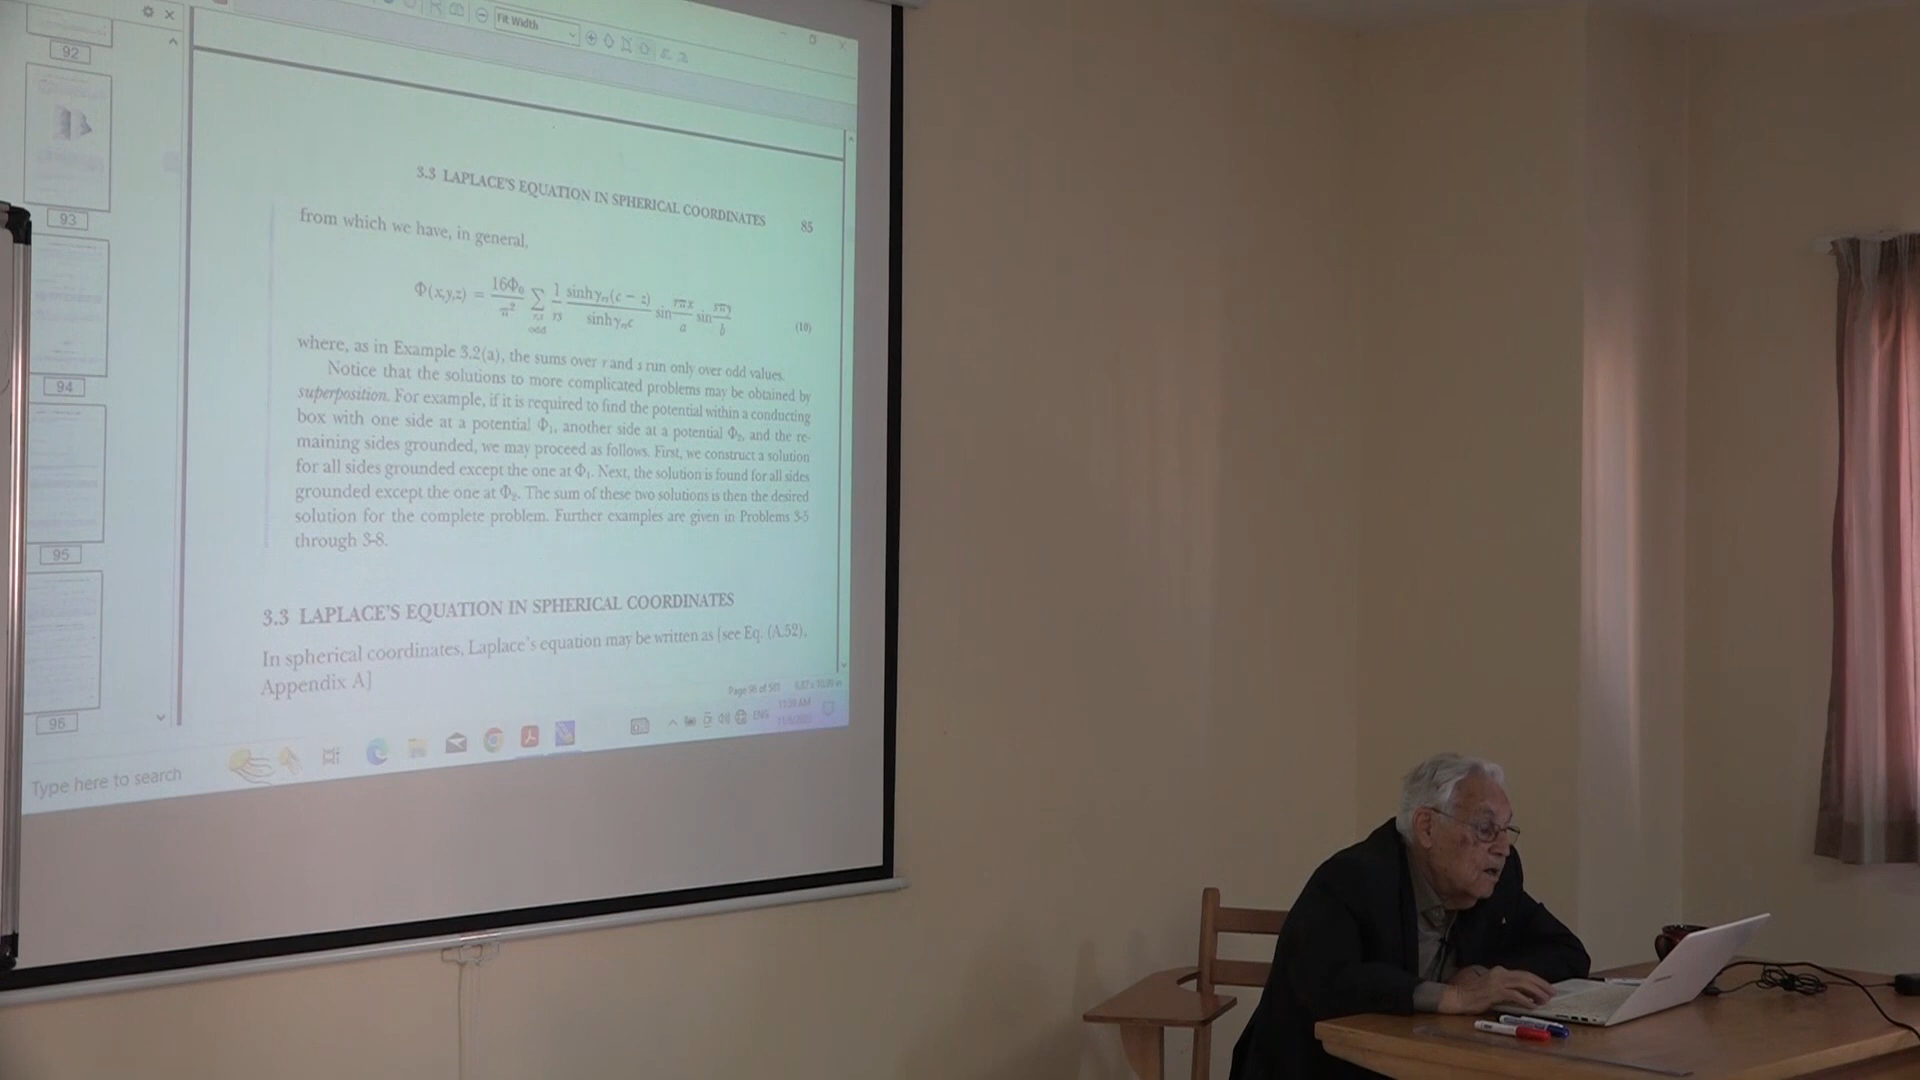 Fit Width
92
93
94
95
96
3.3 LAPLACE'S EQUATION IN SPHERICAL COORDINATES 85
from which we have, in general,
Φ(x,y,z) = 16Φ₀/π² ∑ r,s odd 1/rs sinhγᵣₛ(c − z)/sinhγᵣₛc sin rπx/a sin sπy/b (10)
where, as in Example 3.2(a), the sums over r and s run only over odd values.
Notice that the solutions to more complicated problems may be obtained by
superposition. For example, if it is required to find the potential within a conducting
box with one side at a potential Φ₁, another side at a potential Φ₂, and the re-
maining sides grounded, we may proceed as follows. First, we construct a solution
for all sides grounded except the one at Φ₁. Next, the solution is found for all sides
grounded except the one at Φ₂. The sum of these two solutions is then the desired
solution for the complete problem. Further examples are given in Problems 3-5
through 3-8.
3.3 LAPLACE'S EQUATION IN SPHERICAL COORDINATES
In spherical coordinates, Laplace's equation may be written as [see Eq. (A.52),
Appendix A]
Page 96 of
Type here to search
ENG